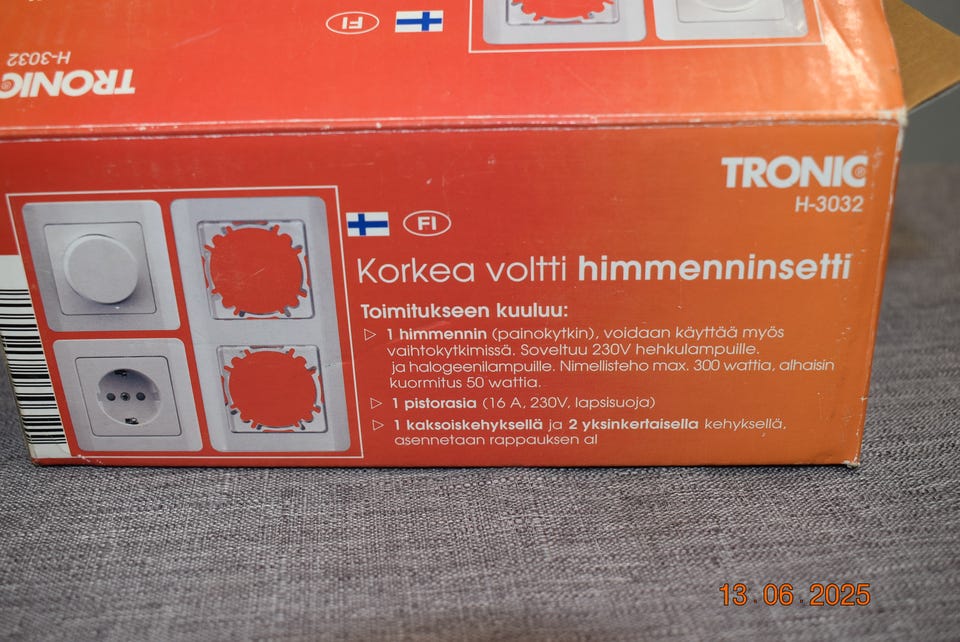 FI
H-3032
TRONIC
TRONIC®
H-3032
FI
Korkea voltti himmenninsetti
Toimitukseen kuuluu:
▷ 1 himmennin (painokytkin), voidaan käyttää myös
vaihtokytkimissä. Soveltuu 230V hehkulampuille.
ja halogeenilampuille. Nimellisteho max. 300 wattia, alhaisin
kuormitus 50 wattia.
▷ 1 pistorasia (16 A, 230V, lapsisuoja)
▷ 1 kaksoiskehyksellä ja 2 yksinkertaisella kehyksellä,
asennetaan rappauksen al
13.06.2025